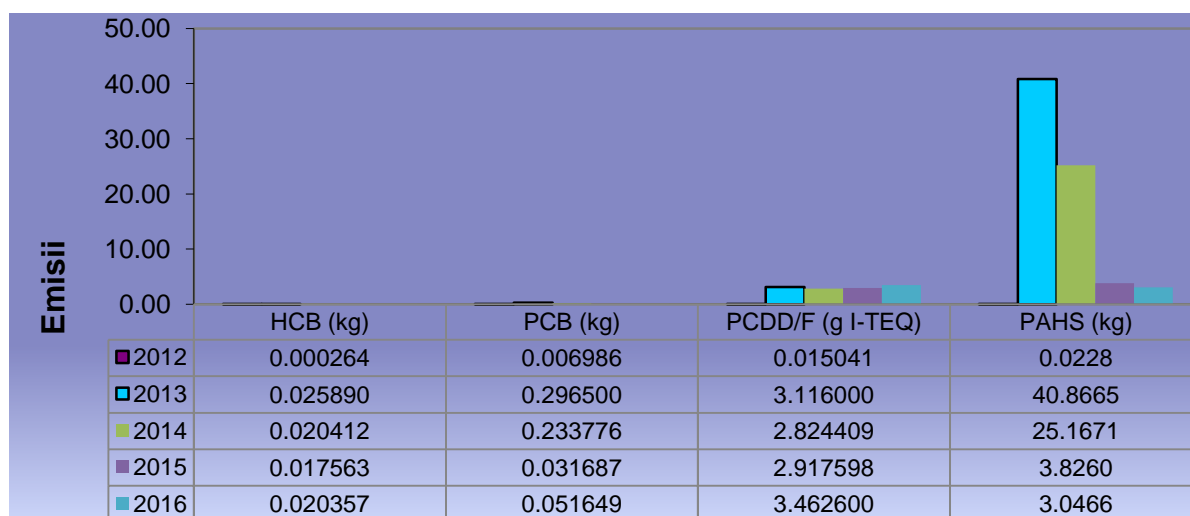 50.00
40.00
30.00
20.00
10.00
0.00
Emisii
HCB (kg) PCB (kg) PCDD/F (g I-TEQ) PAHS (kg)
2012 0.000264 0.006986 0.015041 0.0228
2013 0.025890 0.296500 3.116000 40.8665
2014 0.020412 0.233776 2.824409 25.1671
2015 0.017563 0.031687 2.917598 3.8260
2016 0.020357 0.051649 3.462600 3.0466